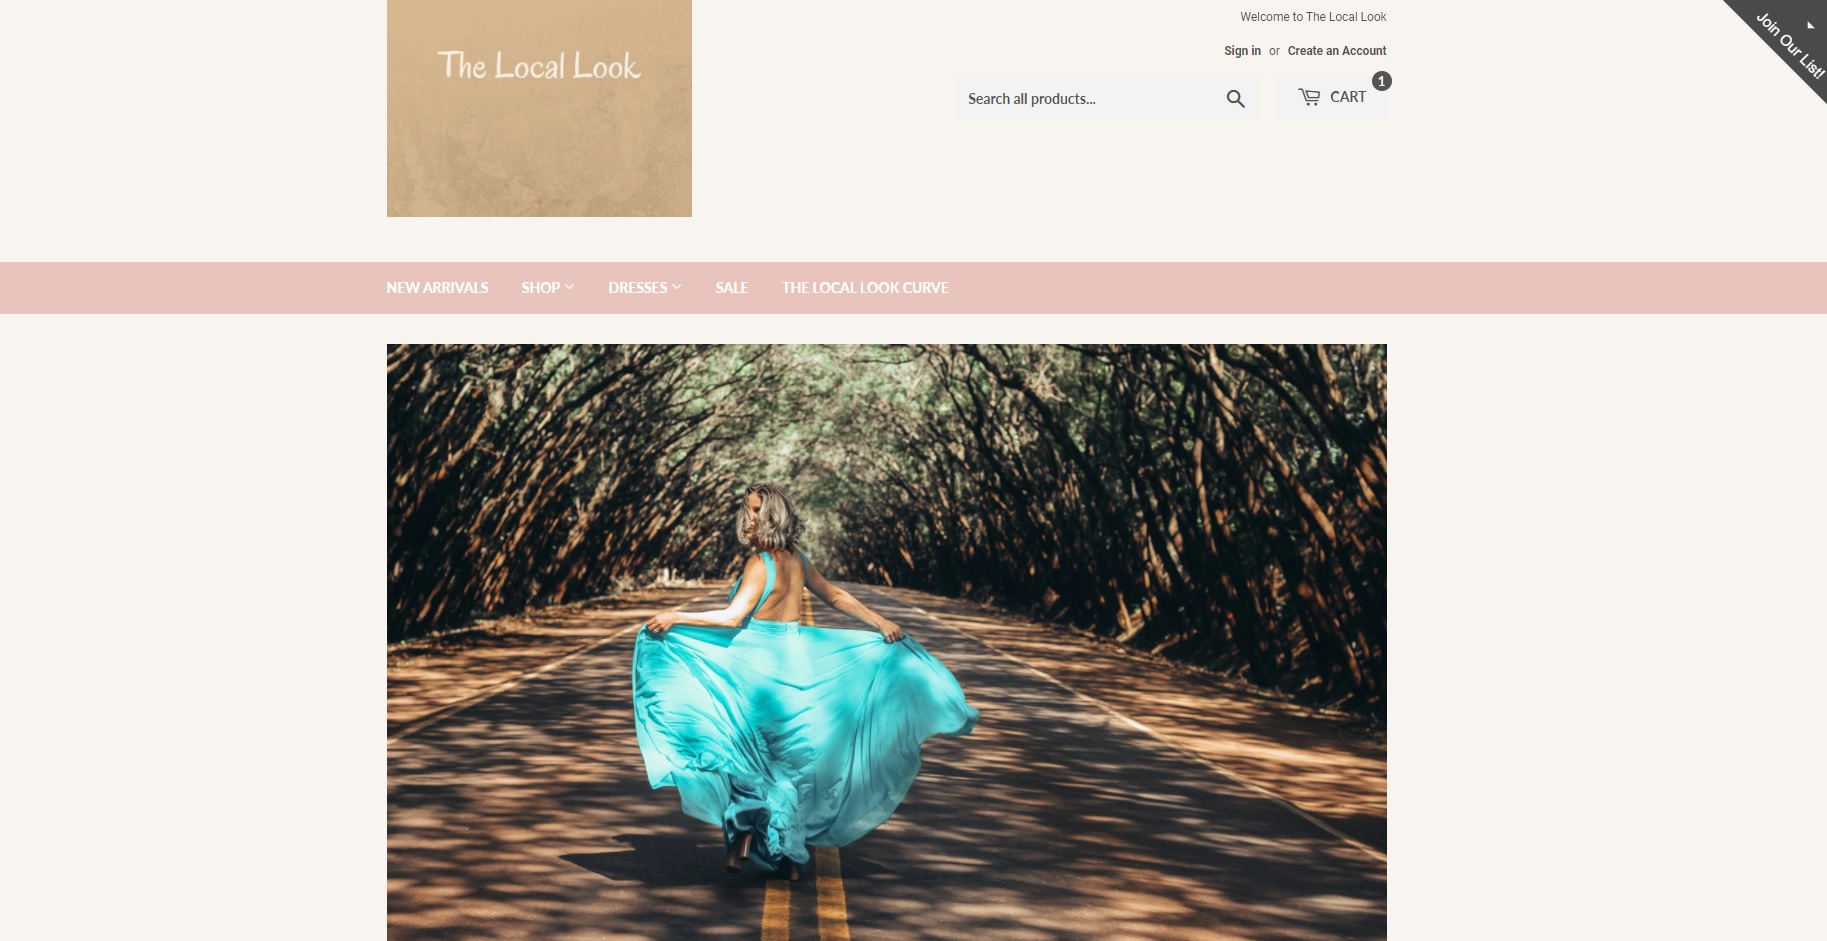 The Local Look
Welcome to The Local Look
Sign in or Create an Account
Search all products...
CART
1
Join Our List!
NEW ARRIVALS
SHOP
DRESSES
SALE
THE LOCAL LOOK CURVE